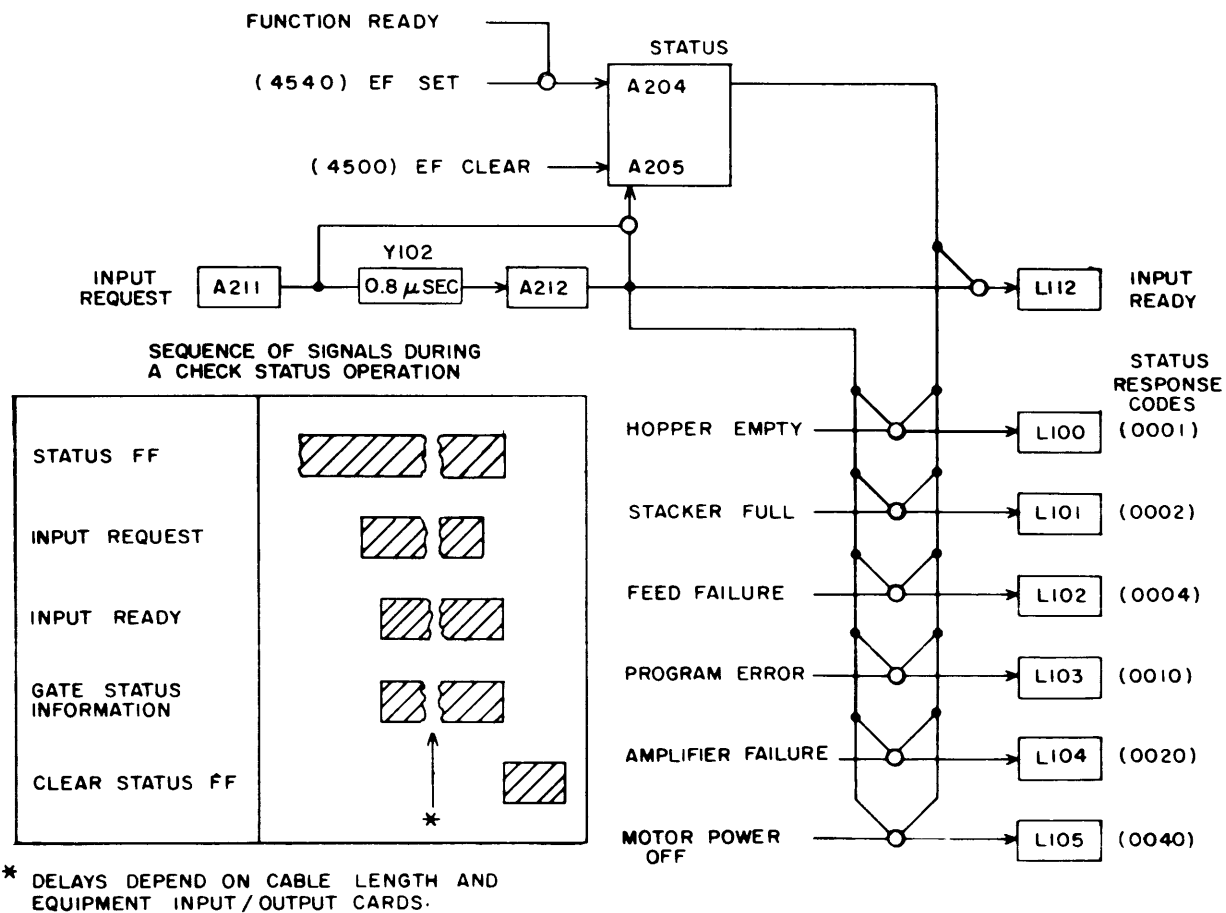 FUNCTION READY
STATUS
(4540) EF SET
A204
(4500) EF CLEAR
A205
Y102
INPUT
REQUEST
A211
0.8 μSEC
A212
L112
INPUT
READY
SEQUENCE OF SIGNALS DURING
A CHECK STATUS OPERATION
STATUS FF
INPUT REQUEST
INPUT READY
GATE STATUS
INFORMATION
CLEAR STATUS FF
*
* DELAYS DEPEND ON CABLE LENGTH AND
EQUIPMENT INPUT/OUTPUT CARDS.
STATUS
RESPONSE
CODES
HOPPER EMPTY L100 (0001)
STACKER FULL L101 (0002)
FEED FAILURE L102 (0004)
PROGRAM ERROR L103 (0010)
AMPLIFIER FAILURE L104 (0020)
MOTOR POWER
OFF
L105 (0040)